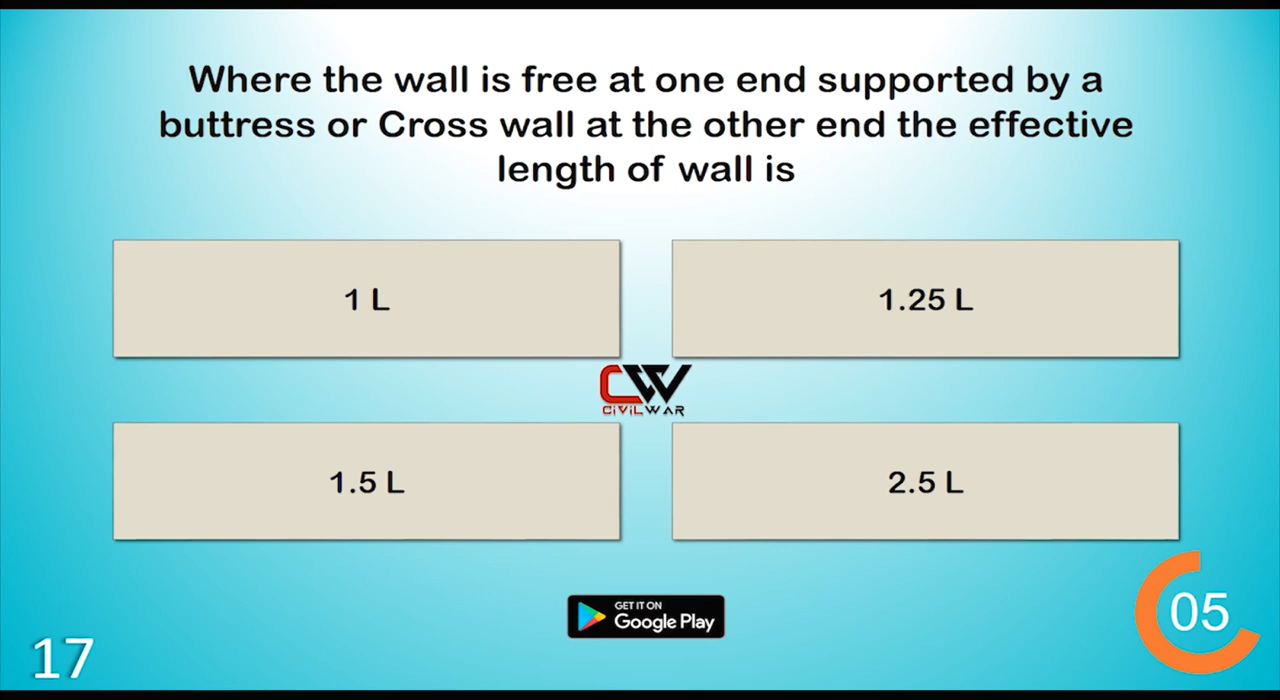 Where the wall is free at one end supported by a
buttress or Cross wall at the other end the effective
length of wall is
1 L
1.25 L
CW
CiViLWAR
1.5 L
2.5 L
GET IT ON
Google Play
05
17